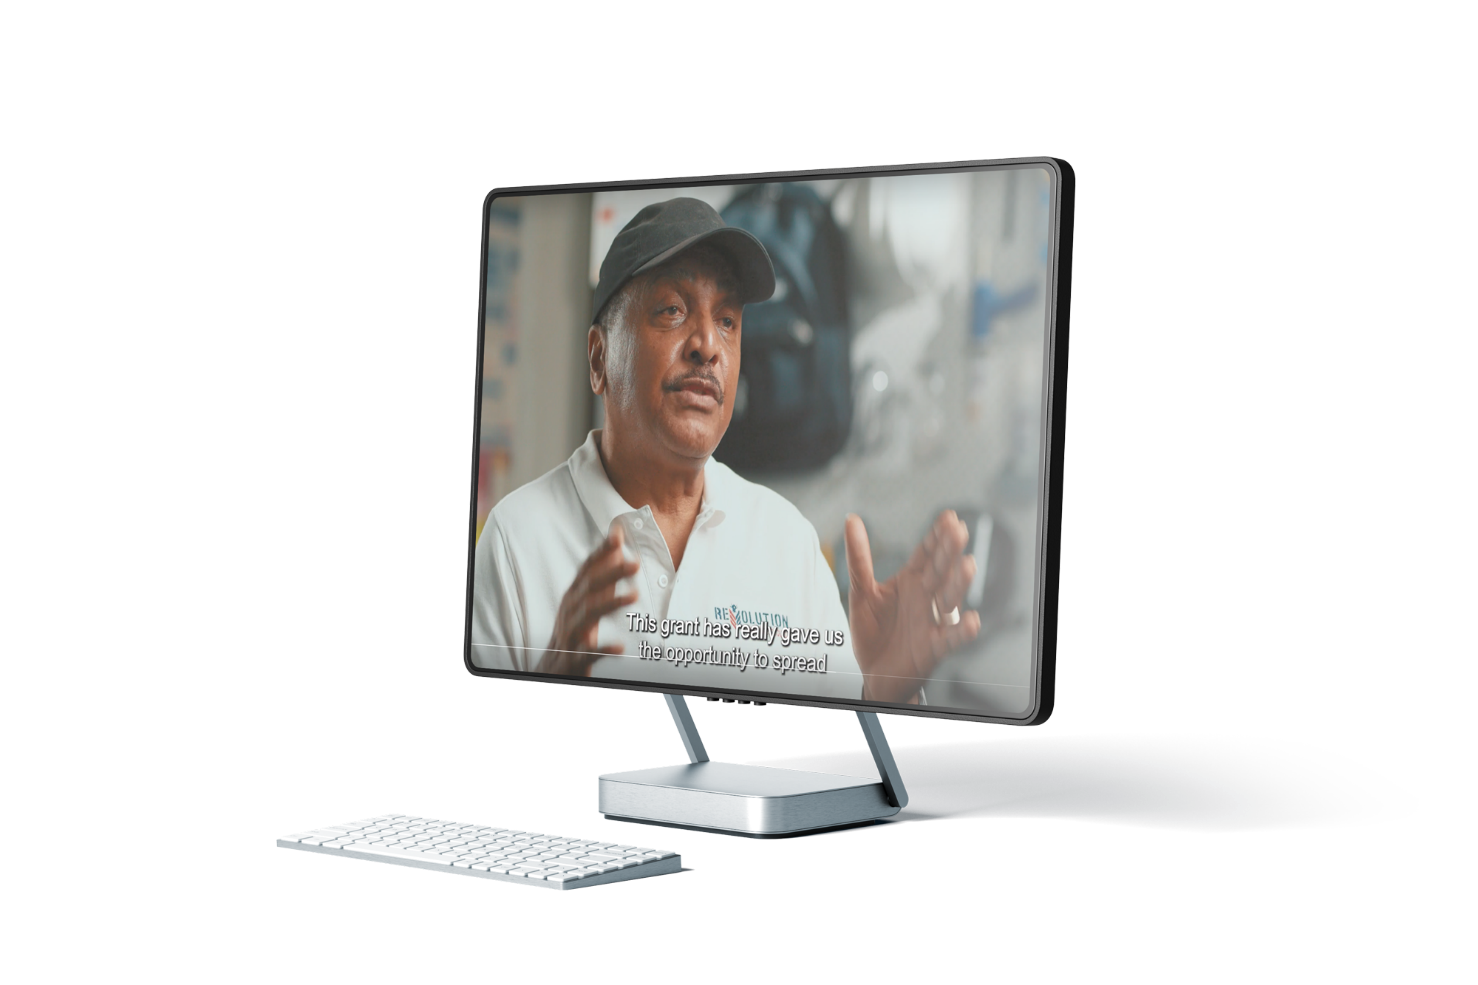 REVOLUTION
This grant has really gave us
the opportunity to spread